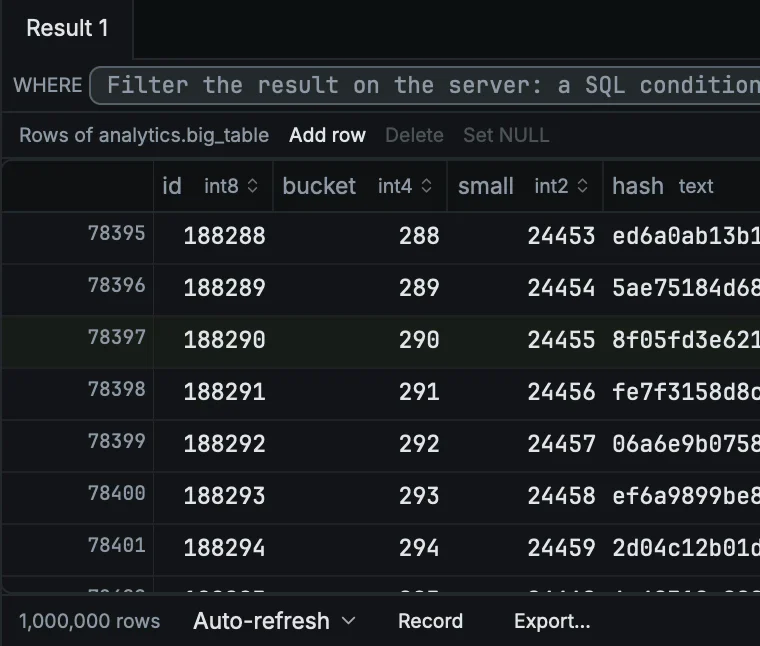 Result 1
WHERE Filter the result on the server: a SQL condition
Rows of analytics.big_table Add row Delete Set NULL
id int8 bucket int4 small int2 hash text
78395 188288 288 24453 ed6a0ab13b1
78396 188289 289 24454 5ae75184d68
78397 188290 290 24455 8f05fd3e621
78398 188291 291 24456 fe7f3158d8c
78399 188292 292 24457 06a6e9b0758
78400 188293 293 24458 ef6a9899be8
78401 188294 294 24459 2d04c12b01d
1,000,000 rows Auto-refresh Record Export...